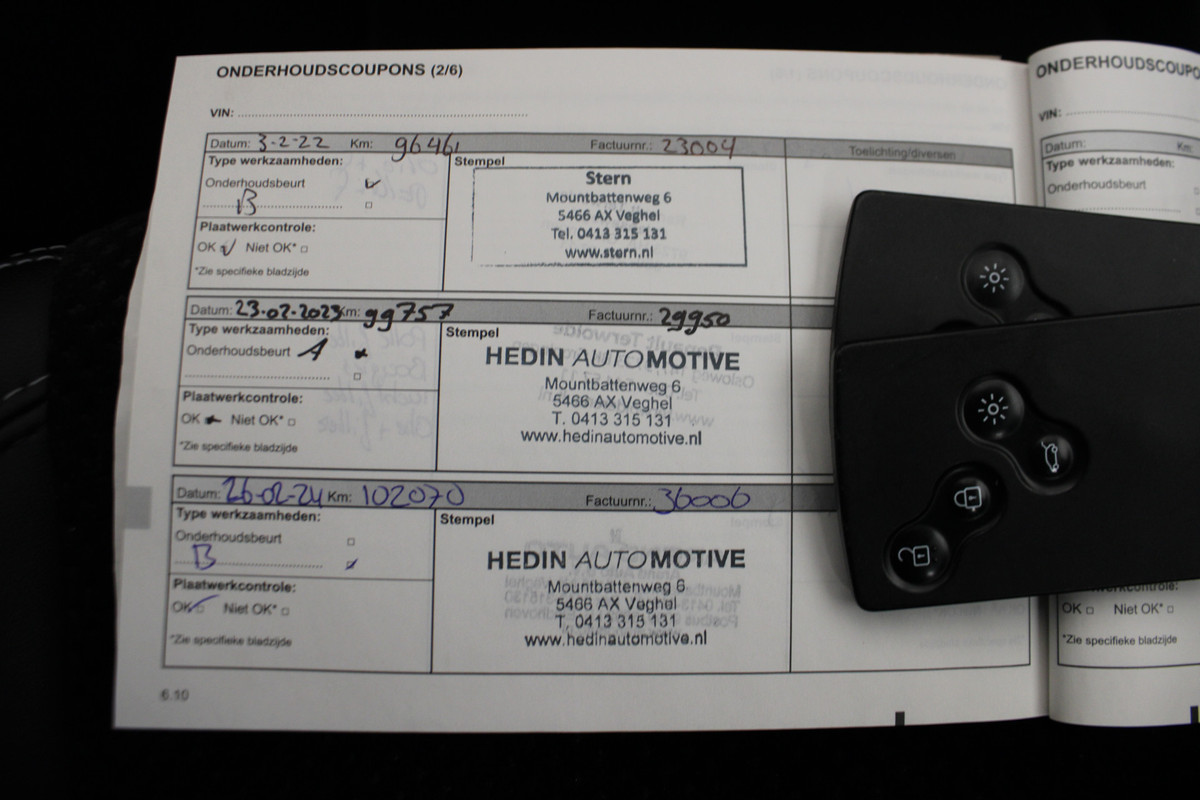 ONDERHOUDSCOUPONS (2/6)
VIN:
Datum: 3-2-22 Km: 96461 Factuurnr.: 23004 Toelichting/diversen
Type werkzaamheden:
Onderhoudsbeurt
B
Plaatwerkcontrole:
OK Niet OK*
*Zie specifieke bladzijde
Stempel
Stern
Mountbattenweg 6
5466 AX Veghel
Tel. 0413 315 131
www.stern.nl
Datum: 23-02-2023 Km: 99757 Factuurnr.: 29950
Type werkzaamheden:
Onderhoudsbeurt A
Plaatwerkcontrole:
OK Niet OK*
*Zie specifieke bladzijde
Stempel
HEDIN AUTOMOTIVE
Mountbattenweg 6
5466 AX Veghel
T. 0413 315 131
www.hedinautomotive.nl
Datum: 26-02-24 Km: 102070 Factuurnr.: 36006
Type werkzaamheden:
Onderhoudsbeurt
B
Plaatwerkcontrole:
OK Niet OK*
*Zie specifieke bladzijde
Stempel
HEDIN AUTOMOTIVE
Mountbattenweg 6
5466 AX Veghel
T. 0413 315 131
www.hedinautomotive.nl
6.10
ONDERHOUDSCOUPO
VIN:
Datum: Km:
Type werkzaamheden:
Onderhoudsbeurt
OK Niet OK*
*Zie specifieke bladzijde